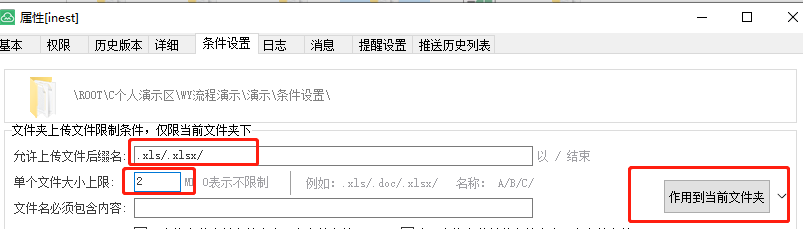 属性[inest]
基本 权限 历史版本 详细 条件设置 日志 消息 提醒设置 推送历史列表
\ROOT\C个人演示区\WY流程演示\演示\条件设置\
文件夹上传文件限制条件，仅限当前文件夹下
允许上传文件后缀名: .xls/.xlsx/ 以 / 结束
单个文件大小上限: 2 0表示不限制 例如: .xls/.doc/.xlsx/ 名称: A/B/C/ 作用到当前文件夹
文件名必须包含内容: